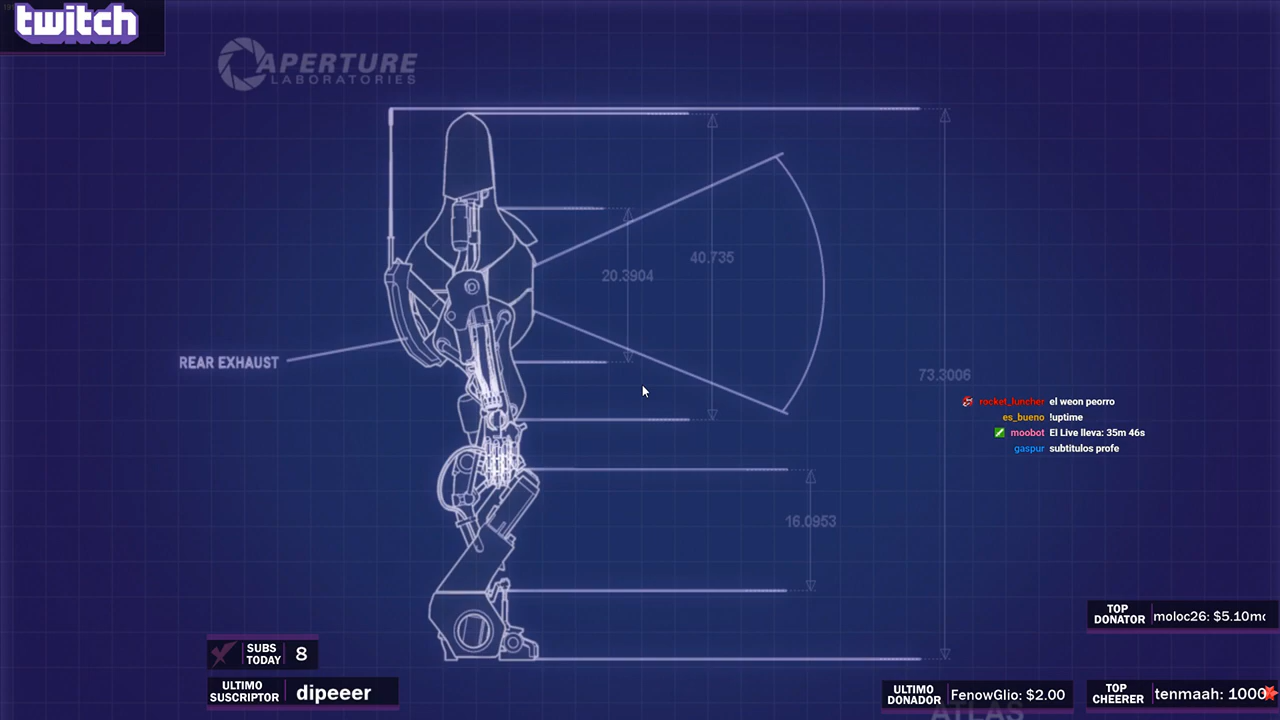 twitch
APERTURE
LABORATORIES
20.3904
40.735
REAR EXHAUST
73.3006
rocket_luncher el weon peorro
es_bueno !uptime
moobot El Live lleva: 35m 46s
gaspur subtitulos profe
16.0953
TOP DONATOR moloc26: $5.10
SUBS TODAY 8
ULTIMO SUSCRIPTOR dipeeer
ULTIMO DONADOR FenowGlio: $2.00
TOP CHEERER tenmaah: 1000
ATLAS